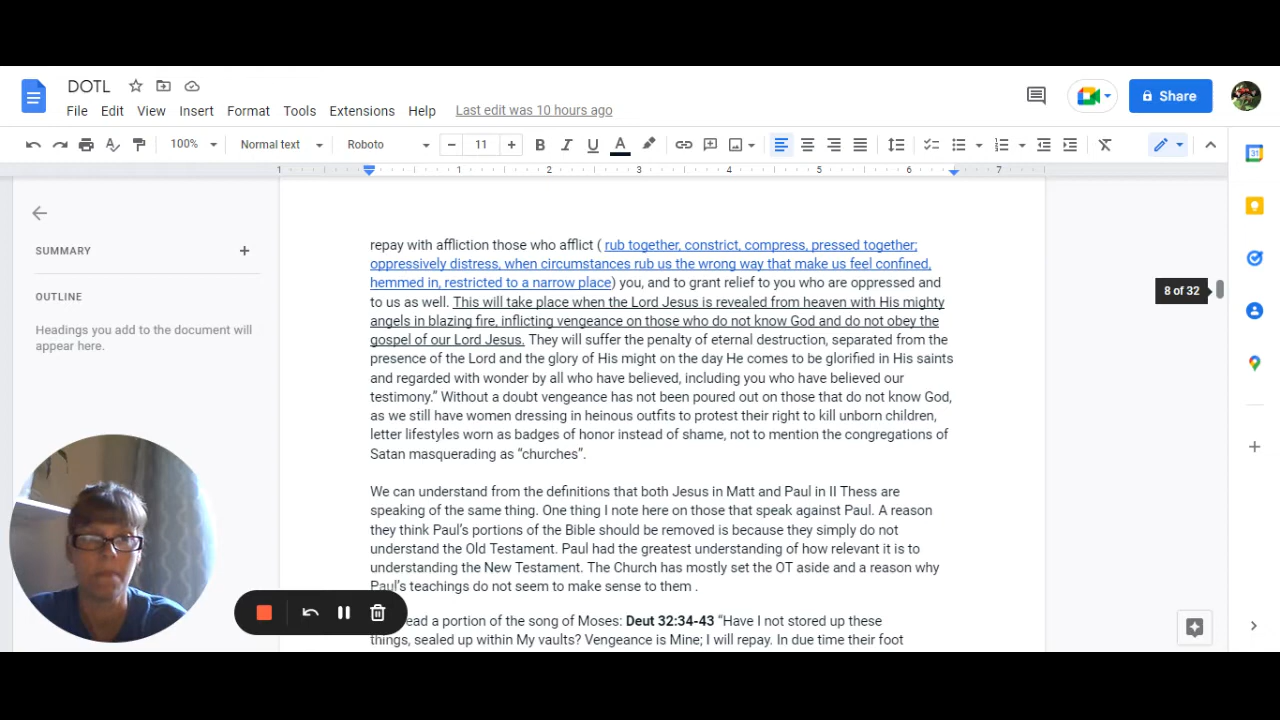 DOTL
File Edit View Insert Format Tools Extensions Help Last edit was 10 hours ago
Share
100% Normal text Roboto 11 B I U A
1 1 2 3 4 5 6 7
31
SUMMARY
OUTLINE
Headings you add to the document will
appear here.
repay with affliction those who afflict ( rub together, constrict, compress, pressed together;
oppressively distress, when circumstances rub us the wrong way that make us feel confined,
hemmed in, restricted to a narrow place) you, and to grant relief to you who are oppressed and
to us as well. This will take place when the Lord Jesus is revealed from heaven with His mighty
angels in blazing fire, inflicting vengeance on those who do not know God and do not obey the
gospel of our Lord Jesus. They will suffer the penalty of eternal destruction, separated from the
presence of the Lord and the glory of His might on the day He comes to be glorified in His saints
and regarded with wonder by all who have believed, including you who have believed our
testimony.” Without a doubt vengeance has not been poured out on those that do not know God,
as we still have women dressing in heinous outfits to protest their right to kill unborn children,
letter lifestyles worn as badges of honor instead of shame, not to mention the congregations of
Satan masquerading as “churches”.
We can understand from the definitions that both Jesus in Matt and Paul in II Thess are
speaking of the same thing. One thing I note here on those that speak against Paul. A reason
they think Paul’s portions of the Bible should be removed is because they simply do not
understand the Old Testament. Paul had the greatest understanding of how relevant it is to
understanding the New Testament. The Church has mostly set the OT aside and a reason why
Paul’s teachings do not seem to make sense to them .
ead a portion of the song of Moses: Deut 32:34-43 “Have I not stored up these
things, sealed up within My vaults? Vengeance is Mine; I will repay. In due time their foot
8 of 32